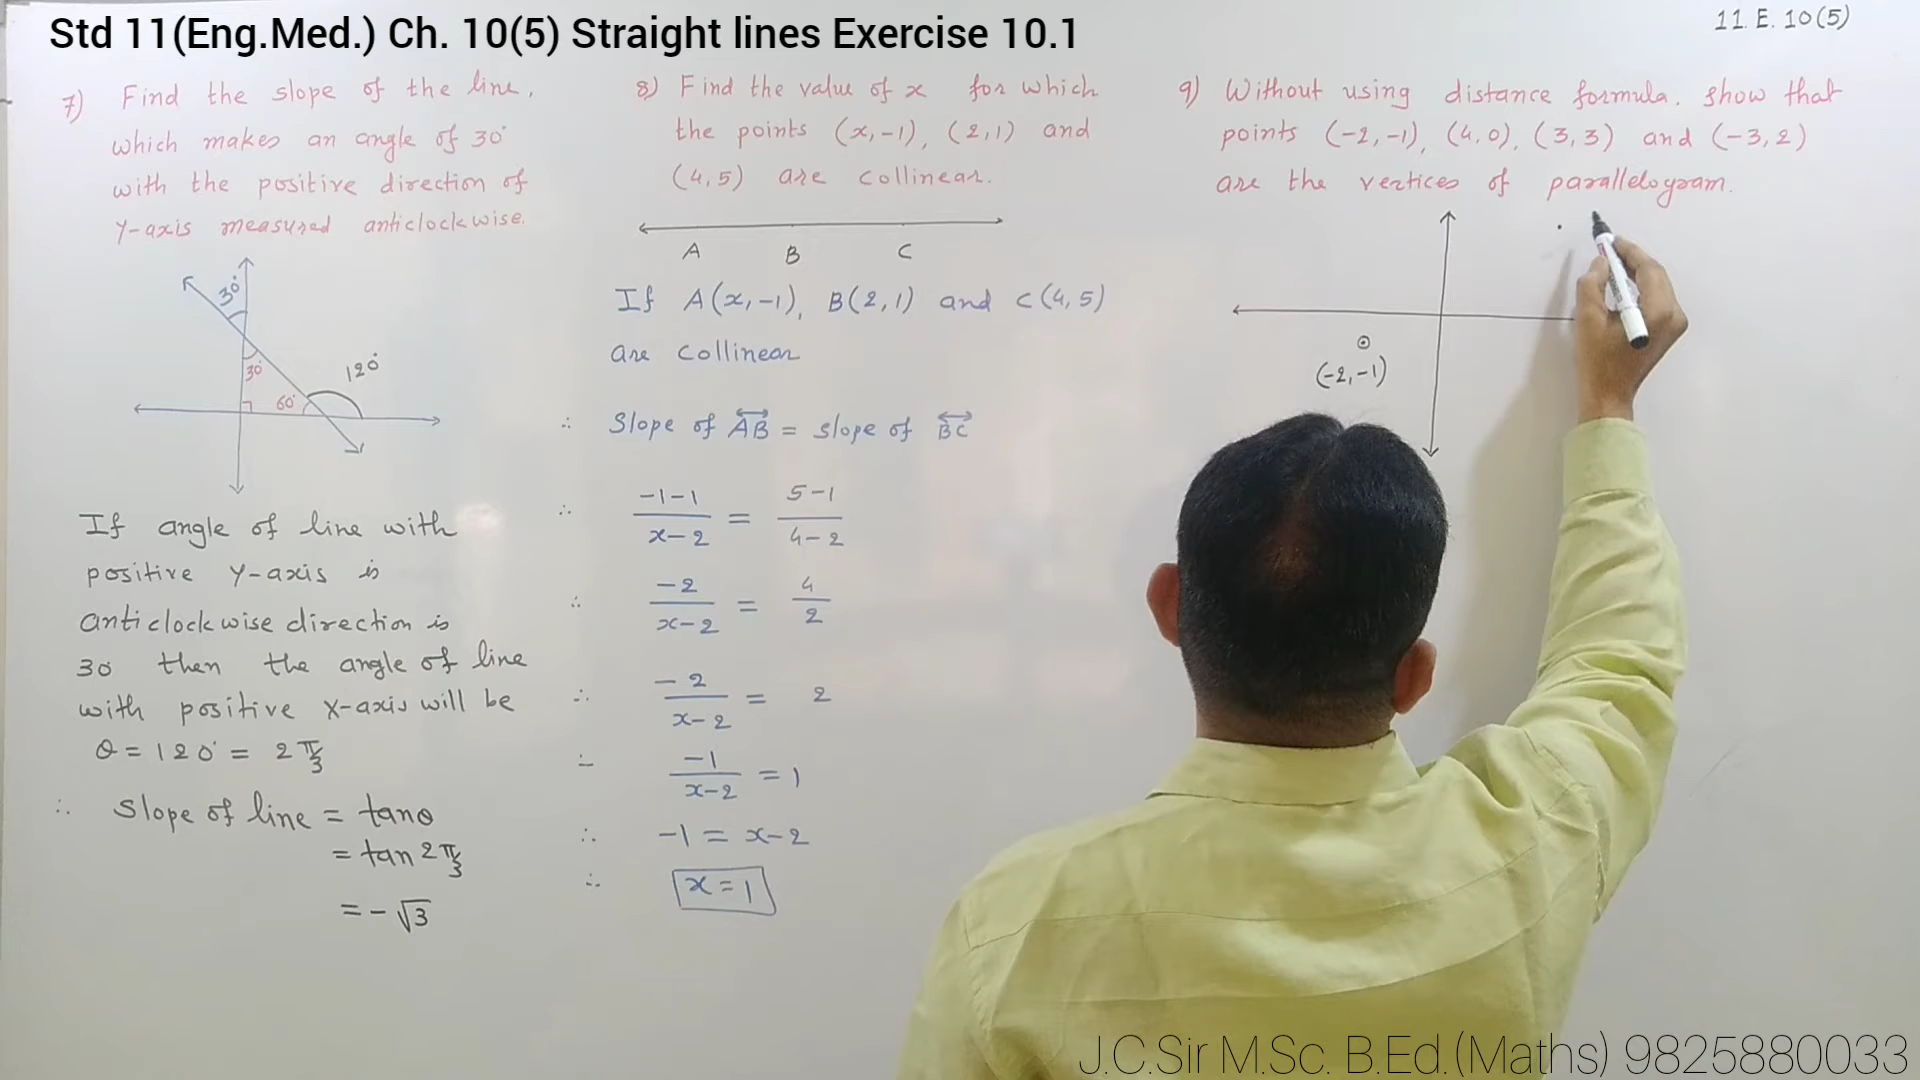 Std 11(Eng.Med.) Ch. 10(5) Straight lines Exercise 10.1
11. E. 10(5)
7) Find the slope of the line,
which makes an angle of 30°
with the positive direction of
Y-axis measured anticlockwise.
30°
30°
60°
120°
If angle of line with
positive Y-axis is
anticlockwise direction is
30° then the angle of line
with positive X-axis will be
θ = 120° = 2π/3
∴ Slope of line = tanθ
= tan 2π/3
= -√3
8) Find the value of x for which
the points (x,-1), (2,1) and
(4,5) are collinear.
A B C
If A(x,-1), B(2,1) and C(4,5)
are collinear
∴ Slope of AB = slope of BC
∴ -1-1/x-2 = 5-1/4-2
∴ -2/x-2 = 4/2
∴ -2/x-2 = 2
∴ -1/x-2 = 1
∴ -1 = x-2
∴ x = 1
9) Without using distance formula. show that
points (-2,-1), (4,0), (3,3) and (-3,2)
are the vertices of parallelogram.
(-2,-1)
J.C.Sir M.Sc. B.Ed.(Maths) 9825880033